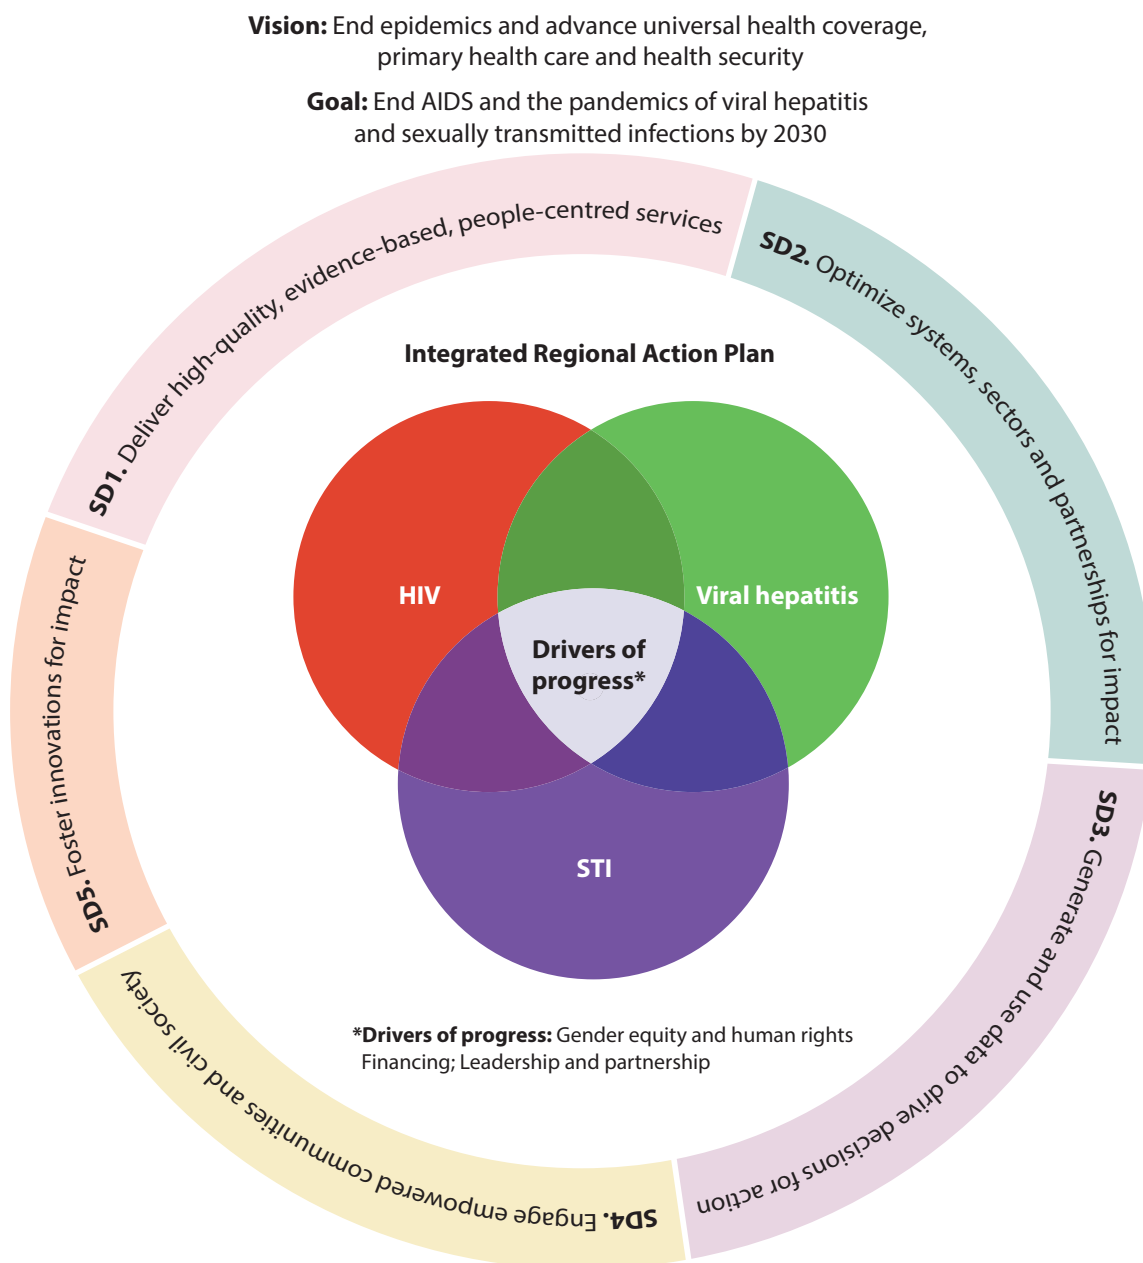 Vision: End epidemics and advance universal health coverage,
primary health care and health security
Goal: End AIDS and the pandemics of viral hepatitis
and sexually transmitted infections by 2030
SD1. Deliver high-quality, evidence-based, people-centred services
SD2. Optimize systems, sectors and partnerships for impact
SD3. Generate and use data to drive decisions for action
SD4. Engage empowered communities and civil society
SD5. Foster innovations for impact
Integrated Regional Action Plan
HIV
Viral hepatitis
Drivers of
progress*
STI
*Drivers of progress: Gender equity and human rights
Financing; Leadership and partnership